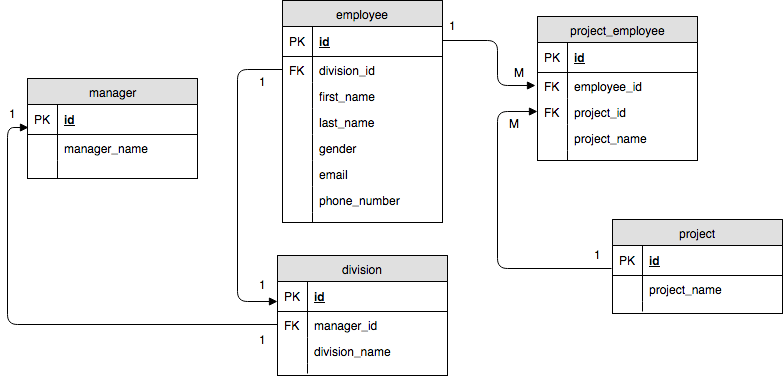 employee
PK id
FK division_id
first_name
last_name
gender
email
phone_number
1
M
1
project_employee
PK id
FK employee_id
FK project_id
project_name
M
manager
PK id
manager_name
1
project
PK id
project_name
1
division
PK id
FK manager_id
division_name
1
1